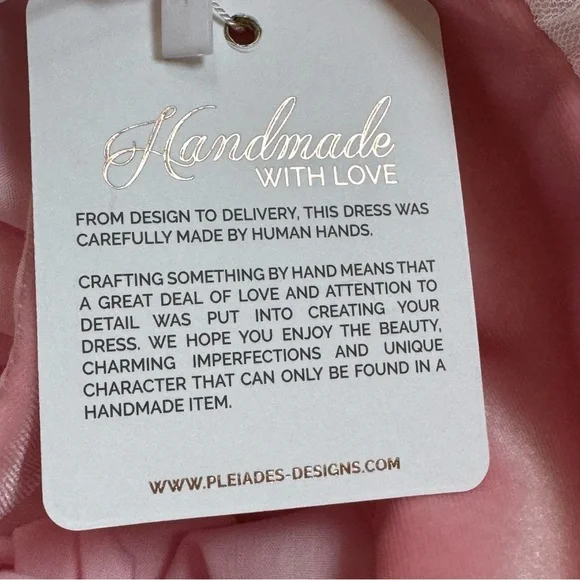 Handmade
WITH LOVE
FROM DESIGN TO DELIVERY, THIS DRESS WAS
CAREFULLY MADE BY HUMAN HANDS.
CRAFTING SOMETHING BY HAND MEANS THAT
A GREAT DEAL OF LOVE AND ATTENTION TO
DETAIL WAS PUT INTO CREATING YOUR
DRESS. WE HOPE YOU ENJOY THE BEAUTY,
CHARMING IMPERFECTIONS AND UNIQUE
CHARACTER THAT CAN ONLY BE FOUND IN A
HANDMADE ITEM.
WWW.PLEIADES-DESIGNS.COM